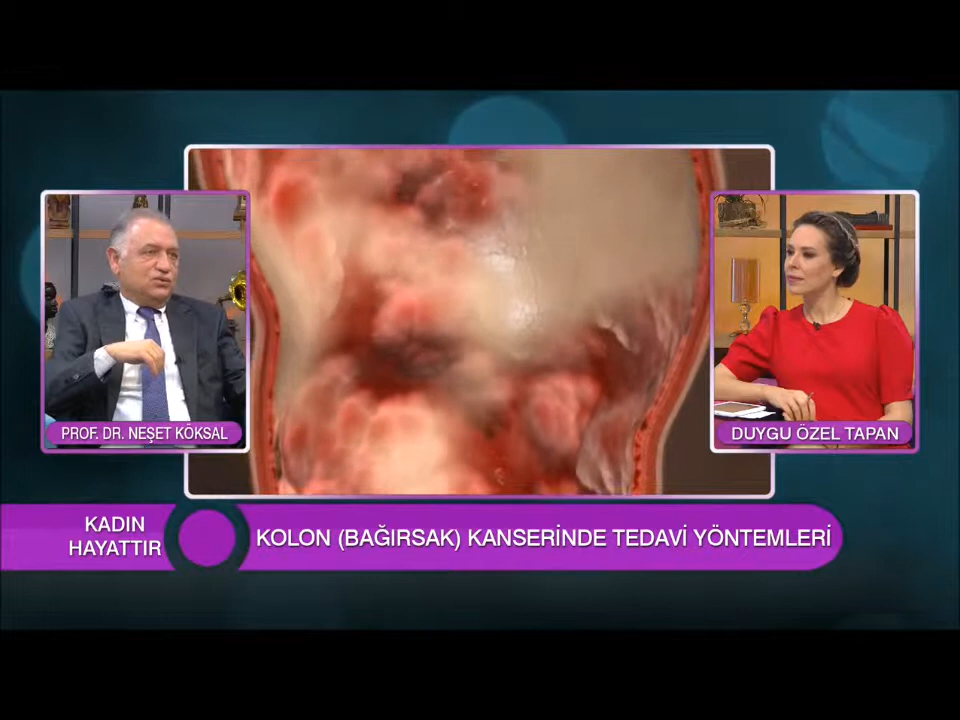 PROF. DR. NEŞET KÖKSAL
DUYGU ÖZEL TAPAN
KADIN
HAYATTIR
KOLON (BAĞIRSAK) KANSERİNDE TEDAVİ YÖNTEMLERİ